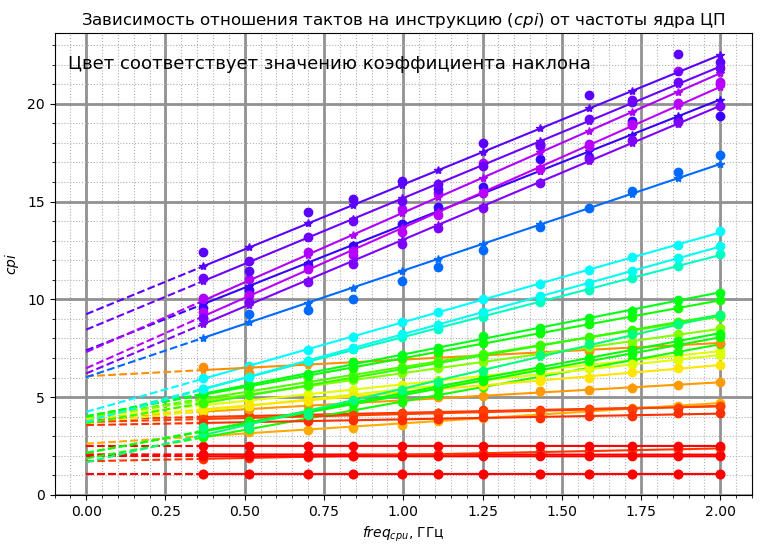 Зависимость отношения тактов на инструкцию (cpi) от частоты ядра ЦП
Цвет соответствует значению коэффициента наклона
20
15
10
5
0
cpi
0.00 0.25 0.50 0.75 1.00 1.25 1.50 1.75 2.00
freq_cpu, ГГц